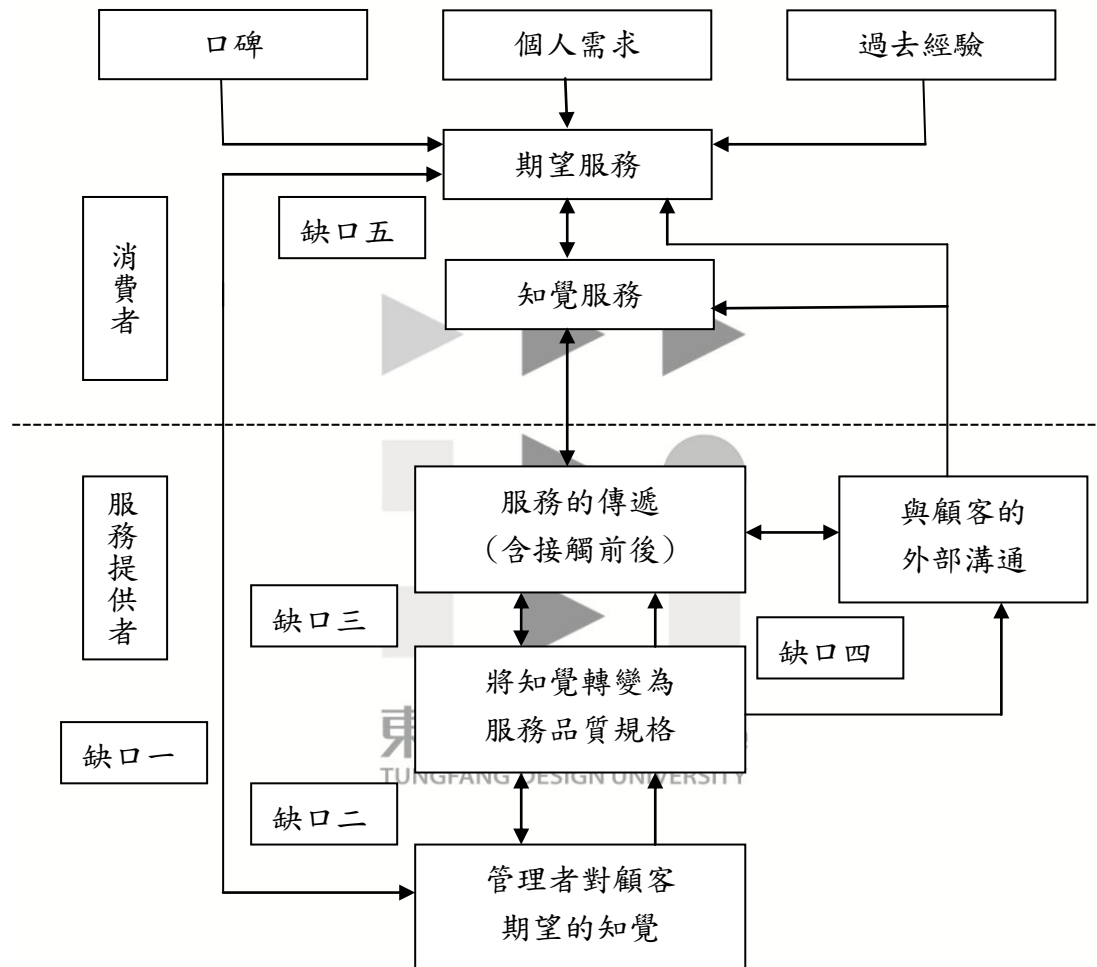 口碑
個人需求
過去經驗
期望服務
缺口五
消費者
知覺服務
服務的傳遞
（含接觸前後）
與顧客的
外部溝通
服務提供者
缺口三
缺口四
將知覺轉變為
服務品質規格
缺口一
東
TUNGFANG DESIGN UNIVERSITY
缺口二
管理者對顧客
期望的知覺